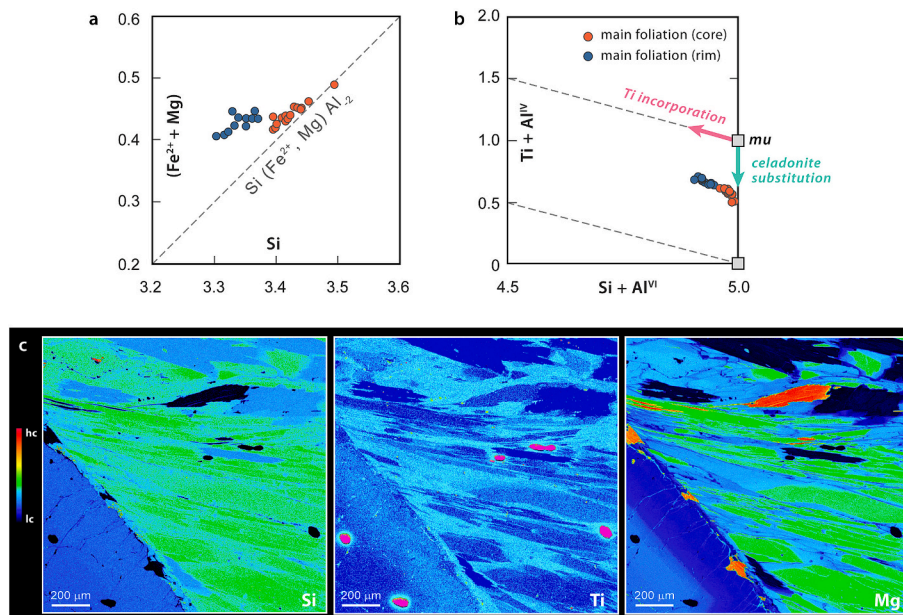 a
0.6
0.5
0.4
0.3
0.2
(Fe²⁺ + Mg)
Si (Fe²⁺, Mg) Al₋₂
Si
3.2
3.3
3.4
3.5
3.6
b
2.0
1.5
1.0
0.5
0
Ti + Alᴵⱽ
main foliation (core)
main foliation (rim)
Ti incorporation
mu
celadonite
substitution
4.5
Si + Alⱽᴵ
5.0
c
hc
lc
200 μm
Si
200 μm
Ti
200 μm
Mg